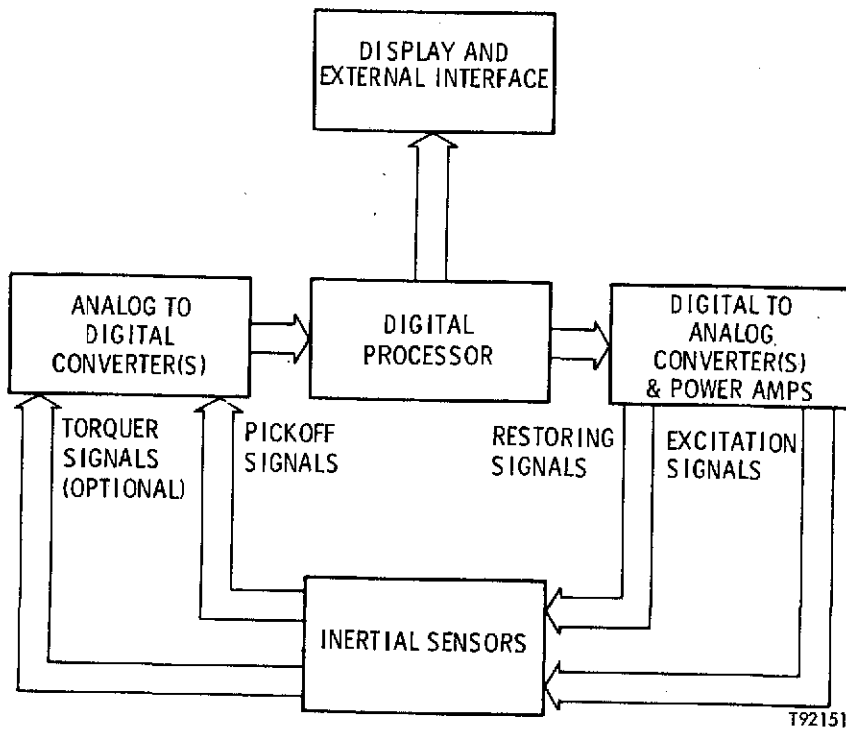 DISPLAY AND
EXTERNAL INTERFACE
ANALOG TO
DIGITAL
CONVERTER(S)
DIGITAL
PROCESSOR
DIGITAL TO
ANALOG
CONVERTER(S)
& POWER AMPS
TORQUER
SIGNALS
(OPTIONAL)
PICKOFF
SIGNALS
RESTORING
SIGNALS
EXCITATION
SIGNALS
INERTIAL SENSORS
T92151